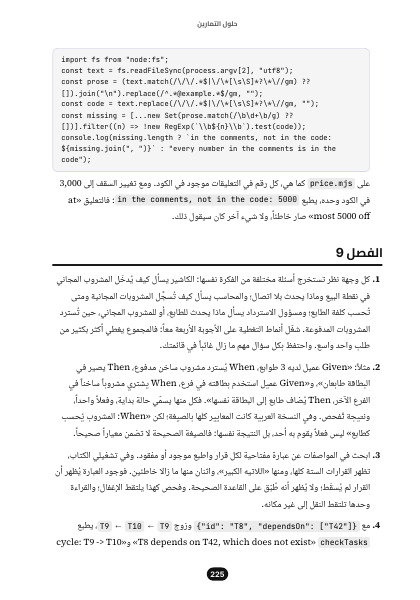 حلول التمارين
import fs from "node:fs";
const text = fs.readFileSync(process.argv[2], "utf8");
const prose = (text.match(/\/\/.*$|\/\*[\s\S]*?\*\//gm) ??
[]).join("\n").replace(/^.*@example.*$/gm, "");
const code = text.replace(/\/\/.*$|\/\*[\s\S]*?\*\//gm, "");
const missing = [...new Set(prose.match(/\b\d+\b/g) ??
[])].filter((n) => !new RegExp(`\\b${n}\\b`).test(code));
console.log(missing.length ? `in the comments, not in the code:
${missing.join(", ")}` : "every number in the comments is in the
code");
على price.mjs كما هي، كل رقم في التعليقات موجود في الكود. ومع تغيير السقف إلى 3,000
في الكود وحده، يطبع in the comments, not in the code: 5000: فالتعليق «at
most 5000 off» صار خاطئاً، ولا شيء آخر كان سيقول ذلك.
الفصل 9
1. كل وجهة نظر تستخرج أسئلة مختلفة من الفكرة نفسها: الكاشير يسأل كيف يُدخَل المشروب المجاني
في نقطة البيع وماذا يحدث بلا اتصال؛ والمحاسب يسأل كيف تُسجَّل المشروبات المجانية ومتى
تُحسب كلفة الطابع؛ ومسؤول الاسترداد يسأل ماذا يحدث للطابع، أو للمشروب المجاني، حين تُسترد
المشروبات المدفوعة. شغّل أنماط التغطية على الأجوبة الأربعة معاً: فالمجموع يغطي أكثر بكثير من
طلب واحد واسع. واحتفظ بكل سؤال مهم ما زال غائباً في قائمتك.
2. مثلاً: «Given عميل لديه 3 طوابع، When يُسترد مشروب ساخن مدفوع، Then يصير في
البطاقة طابعان»، و«Given عميل استخدم بطاقته في فرع، When يشتري مشروباً ساخناً في
الفرع الآخر، Then يُضاف طابع إلى البطاقة نفسها». فكل منها يسمّي حالة بداية، وفعلاً واحداً،
ونتيجة تُفحص. وفي النسخة العربية كانت المعايير كلها بالصيغة؛ لكن «When: المشروب يُحسب
كطابع» ليس فعلاً يقوم به أحد، بل النتيجة نفسها: فالصيغة الصحيحة لا تضمن معياراً صحيحاً.
3. ابحث في المواصفات عن عبارة مفتاحية لكل قرار واطبع موجود أو مفقود. وفي تشغيلي الكتاب،
تظهر القرارات الستة كلها، ومنها «اللاتيه الكبير»، واثنان منها ما زالا خاطئين. فوجود العبارة يُظهر أن
القرار لم يُسقَط؛ ولا يُظهر أنه طُبّق على القاعدة الصحيحة. وفحص كهذا يلتقط الإغفال؛ والقراءة
وحدها تلتقط النقل إلى غير مكانه.
4. مع {"id": "T8", "dependsOn": ["T42"]} وزوج T9 ← T10 ← T9، يطبع
checkTasks «T8 depends on T42, which does not exist» و«cycle: T9 -> T10
225